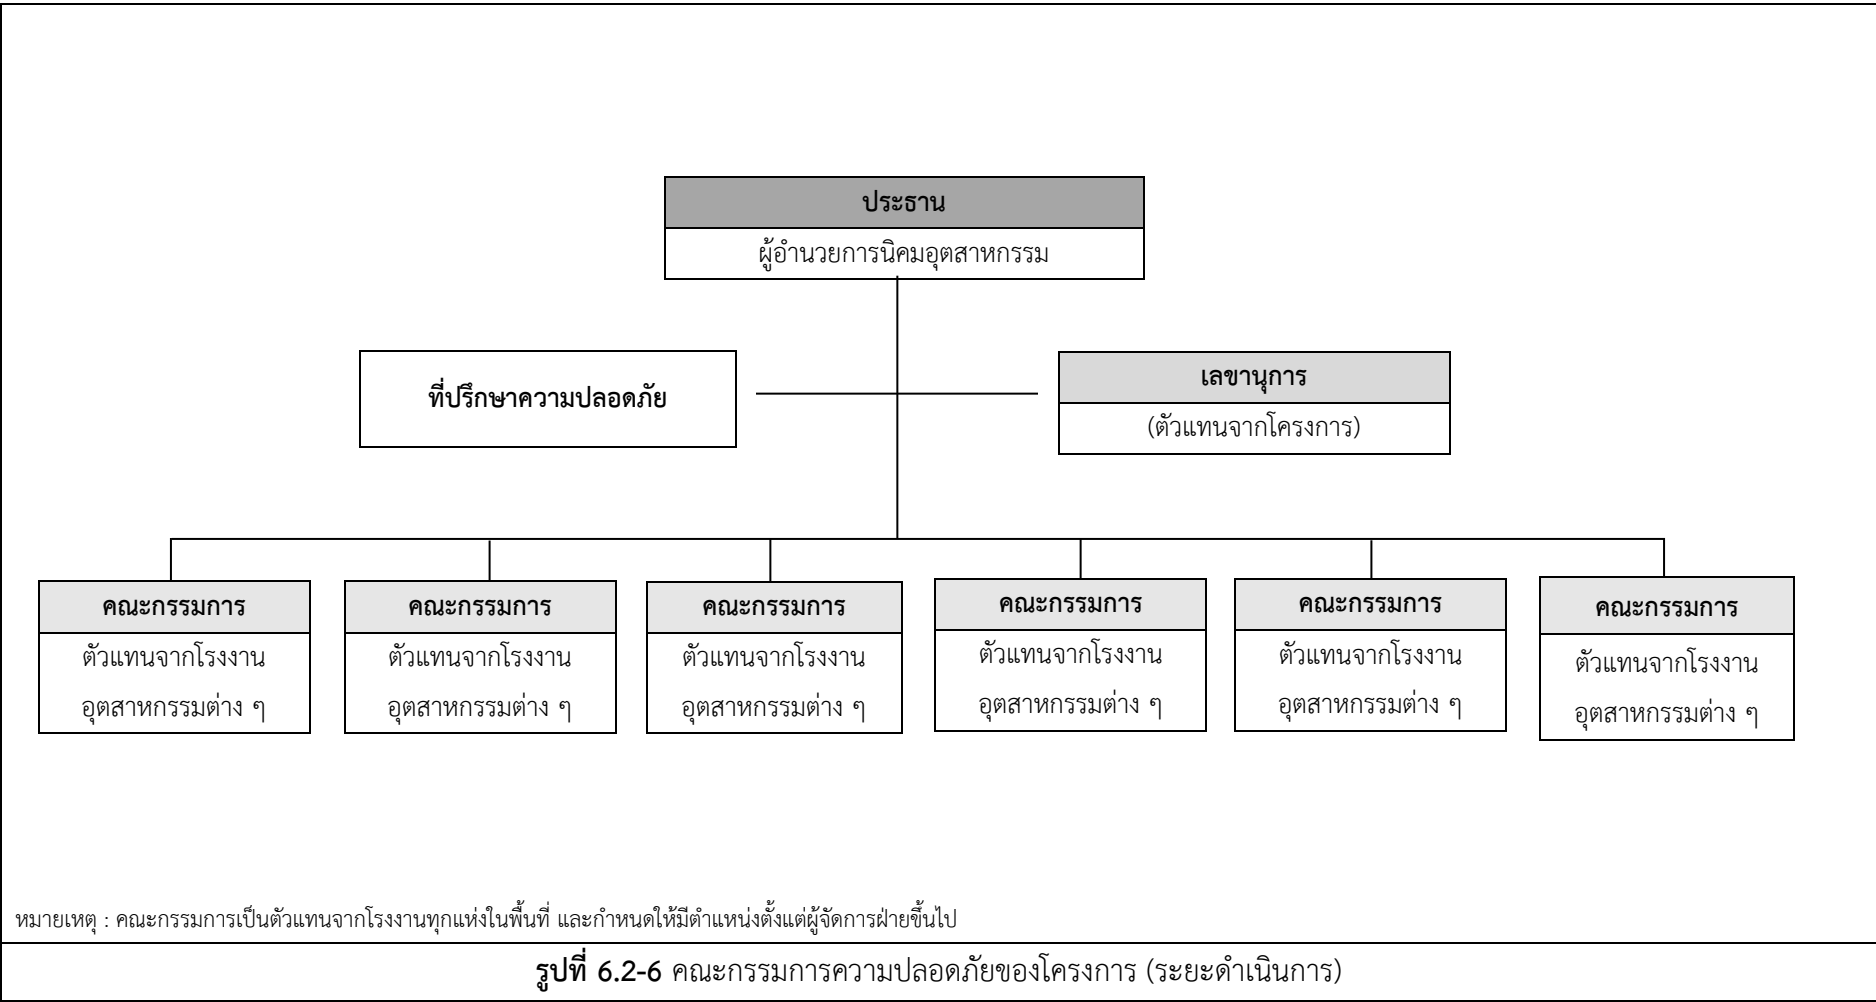 ประธาน
ผู้อำนวยการนิคมอุตสาหกรรม
ที่ปรึกษาความปลอดภัย
เลขานุการ
(ตัวแทนจากโครงการ)
คณะกรรมการ
ตัวแทนจากโรงงาน
อุตสาหกรรมต่าง ๆ
คณะกรรมการ
ตัวแทนจากโรงงาน
อุตสาหกรรมต่าง ๆ
คณะกรรมการ
ตัวแทนจากโรงงาน
อุตสาหกรรมต่าง ๆ
คณะกรรมการ
ตัวแทนจากโรงงาน
อุตสาหกรรมต่าง ๆ
คณะกรรมการ
ตัวแทนจากโรงงาน
อุตสาหกรรมต่าง ๆ
คณะกรรมการ
ตัวแทนจากโรงงาน
อุตสาหกรรมต่าง ๆ
หมายเหตุ : คณะกรรมการเป็นตัวแทนจากโรงงานทุกแห่งในพื้นที่ และกำหนดให้มีตำแหน่งตั้งแต่ผู้จัดการฝ่ายขึ้นไป
รูปที่ 6.2-6 คณะกรรมการความปลอดภัยของโครงการ (ระยะดำเนินการ)